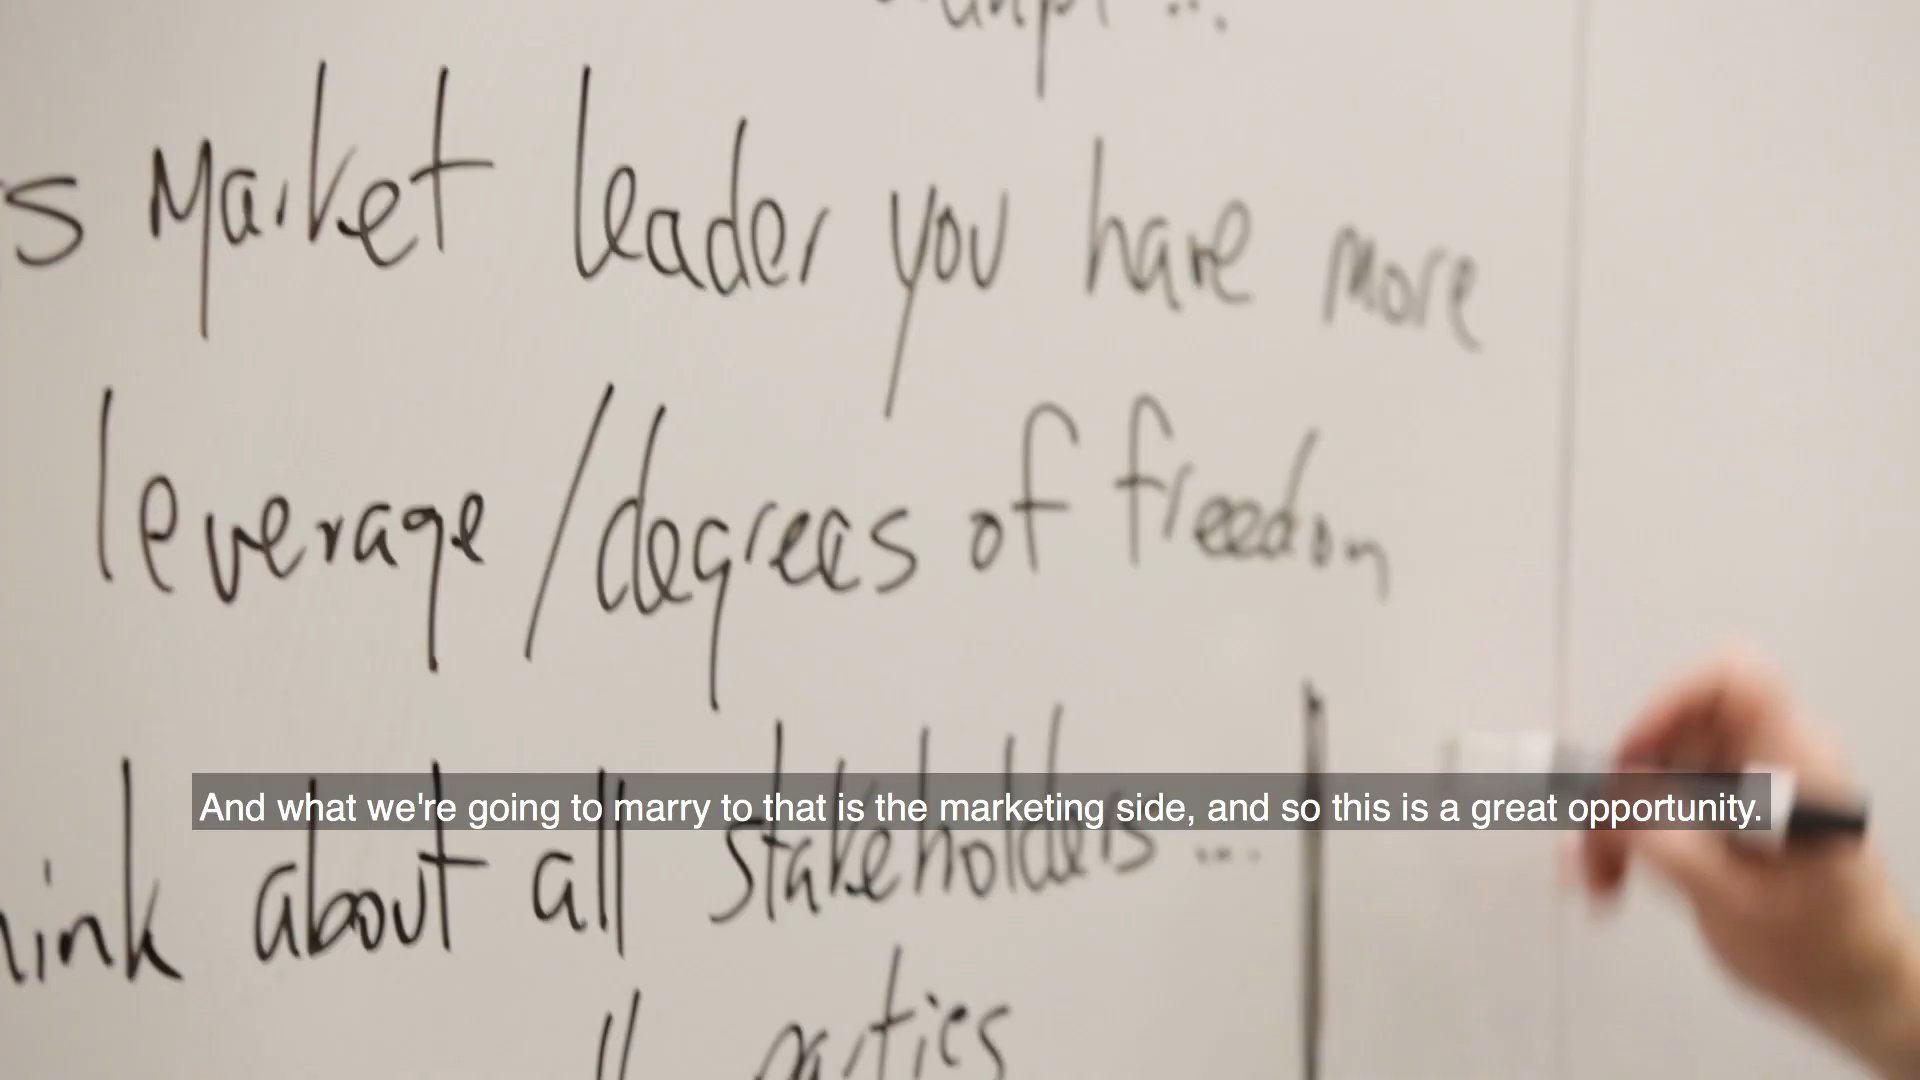 s Market leader you have more
leverage/degrees of freedom
And what we're going to marry to that is the marketing side, and so this is a great opportunity.
about all stakeholders ...
parties